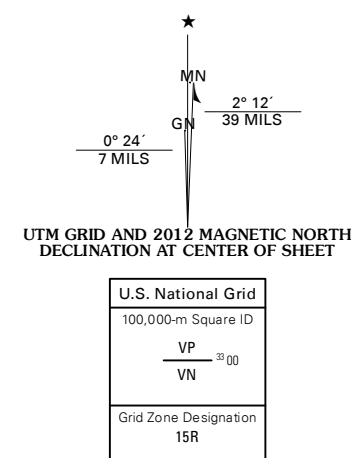 ★
MN
2° 12´
39 MILS
GN
0° 24´
7 MILS
UTM GRID AND 2012 MAGNETIC NORTH
DECLINATION AT CENTER OF SHEET
U.S. National Grid
100,000-m Square ID
VP
33 00
VN
Grid Zone Designation
15R